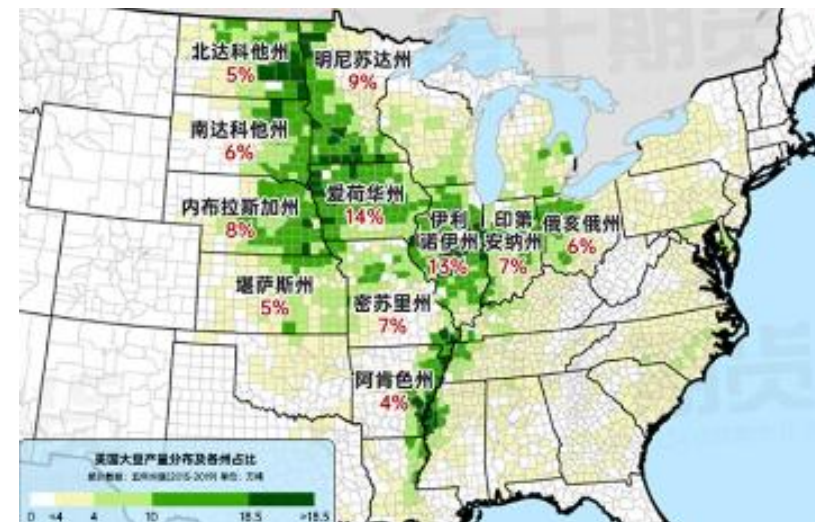 北达科他州
5%
明尼苏达州
9%
南达科他州
6%
内布拉斯加州
8%
爱荷华州
14%
伊利
诺伊州
13%
印第
安纳州
7%
俄亥俄州
6%
堪萨斯州
5%
密苏里州
7%
阿肯色州
4%
美国大豆产量分布及各州占比
0 <4 4 10 18.5 >18.5